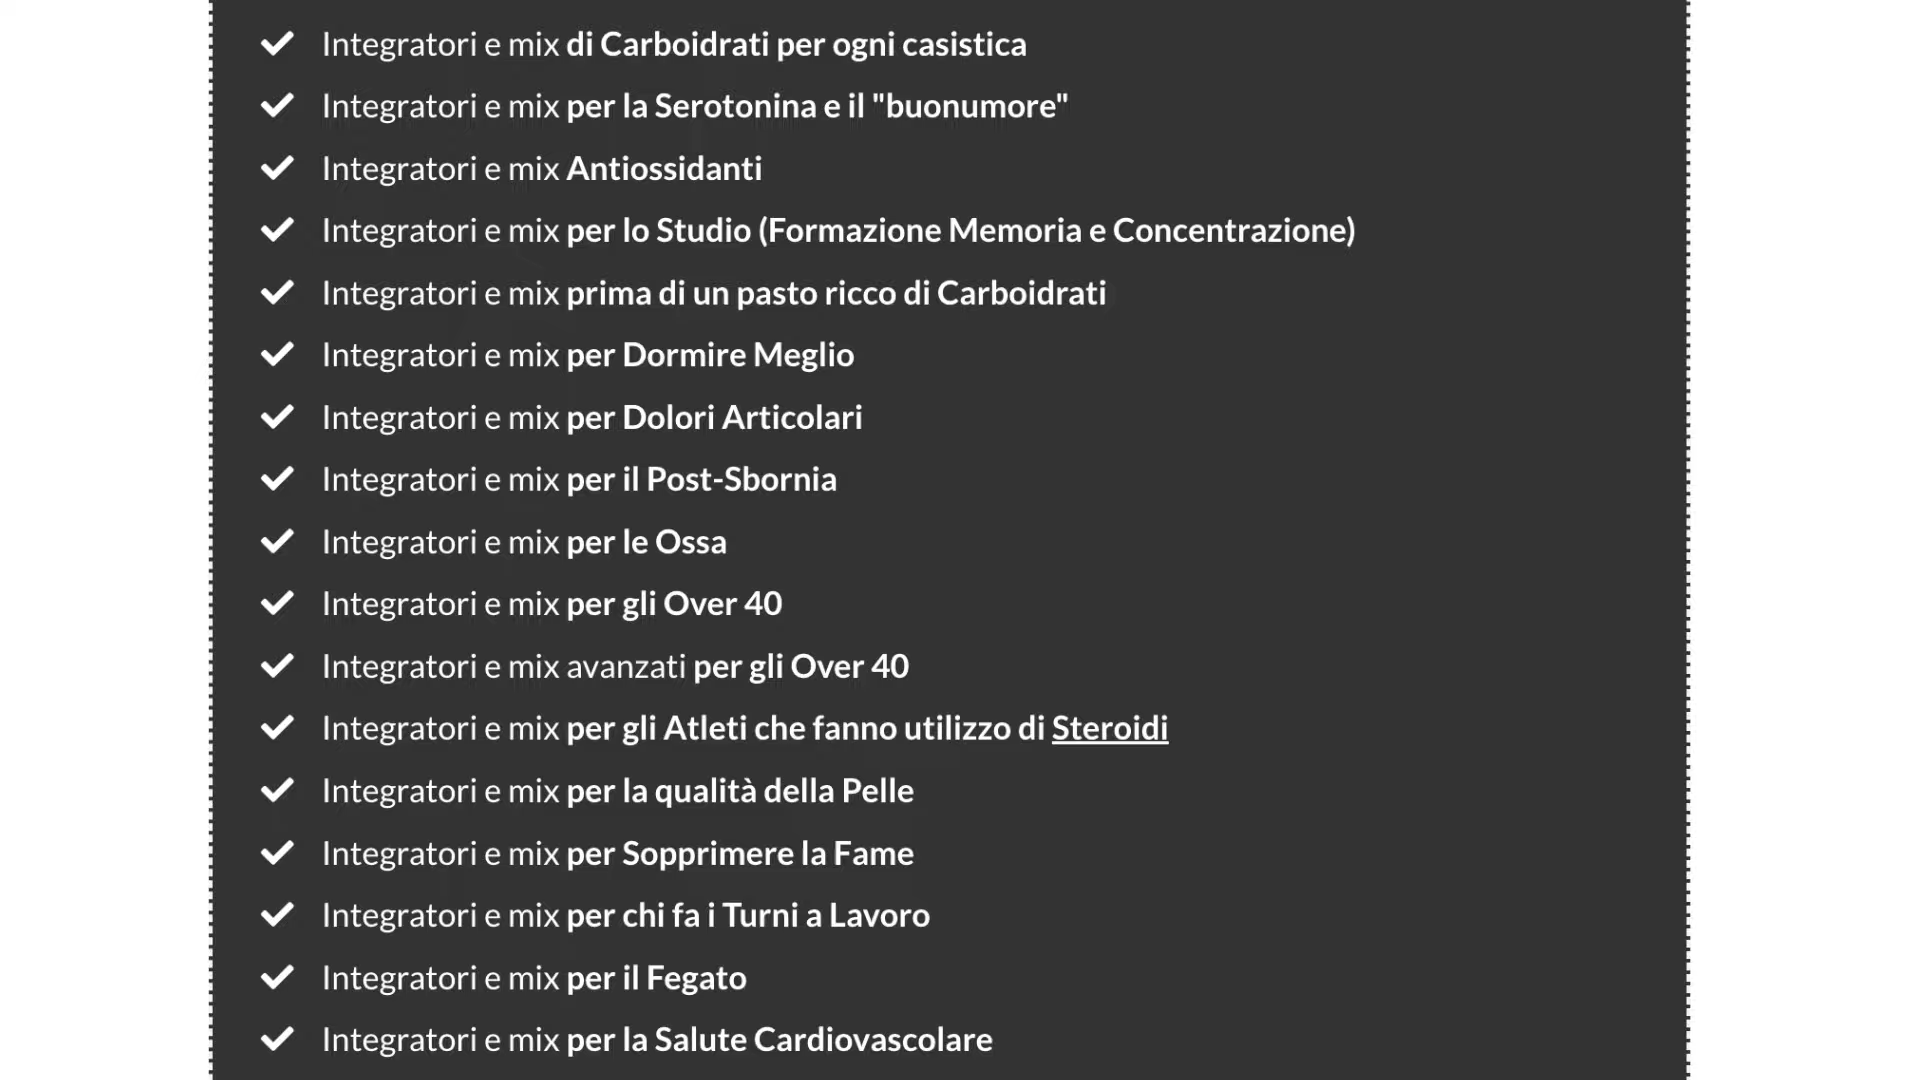 Integratori e mix di Carboidrati per ogni casistica
Integratori e mix per la Serotonina e il "buonumore"
Integratori e mix Antiossidanti
Integratori e mix per lo Studio (Formazione Memoria e Concentrazione)
Integratori e mix prima di un pasto ricco di Carboidrati
Integratori e mix per Dormire Meglio
Integratori e mix per Dolori Articolari
Integratori e mix per il Post-Sbornia
Integratori e mix per le Ossa
Integratori e mix per gli Over 40
Integratori e mix avanzati per gli Over 40
Integratori e mix per gli Atleti che fanno utilizzo di Steroidi
Integratori e mix per la qualità della Pelle
Integratori e mix per Sopprimere la Fame
Integratori e mix per chi fa i Turni a Lavoro
Integratori e mix per il Fegato
Integratori e mix per la Salute Cardiovascolare